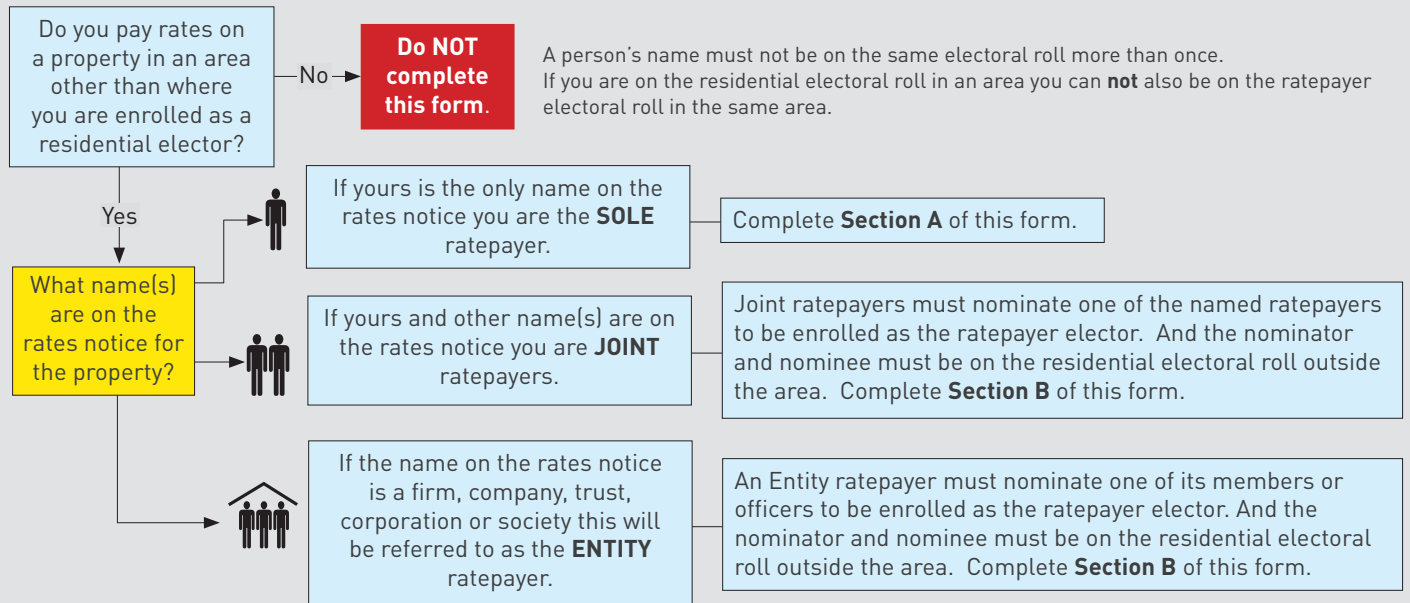 Do you pay rates on
a property in an area
other than where
you are enrolled as a
residential elector?
No
Do NOT
complete
this form.
A person's name must not be on the same electoral roll more than once.
If you are on the residential electoral roll in an area you can not also be on the ratepayer
electoral roll in the same area.
Yes
What name(s)
are on the
rates notice for
the property?
If yours is the only name on the
rates notice you are the SOLE
ratepayer.
Complete Section A of this form.
If yours and other name(s) are on
the rates notice you are JOINT
ratepayers.
Joint ratepayers must nominate one of the named ratepayers
to be enrolled as the ratepayer elector.  And the nominator
and nominee must be on the residential electoral roll outside
the area.  Complete Section B of this form.
If the name on the rates notice
is a firm, company, trust,
corporation or society this will
be referred to as the ENTITY
ratepayer.
An Entity ratepayer must nominate one of its members or
officers to be enrolled as the ratepayer elector. And the
nominator and nominee must be on the residential electoral
roll outside the area.  Complete Section B of this form.